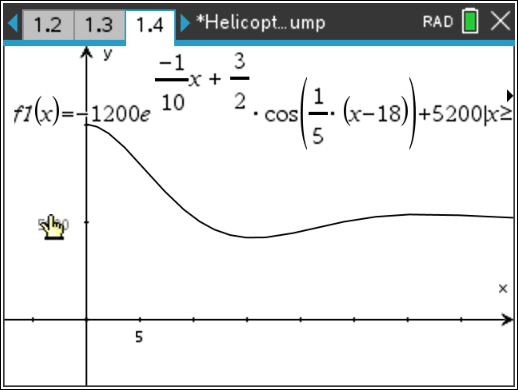 1.2 1.3 1.4 *Helicopt...ump RAD
y
f1(x)=-1200e^(-1/10 x + 3/2) · cos(1/5 · (x-18))+5200|x≥
x
5